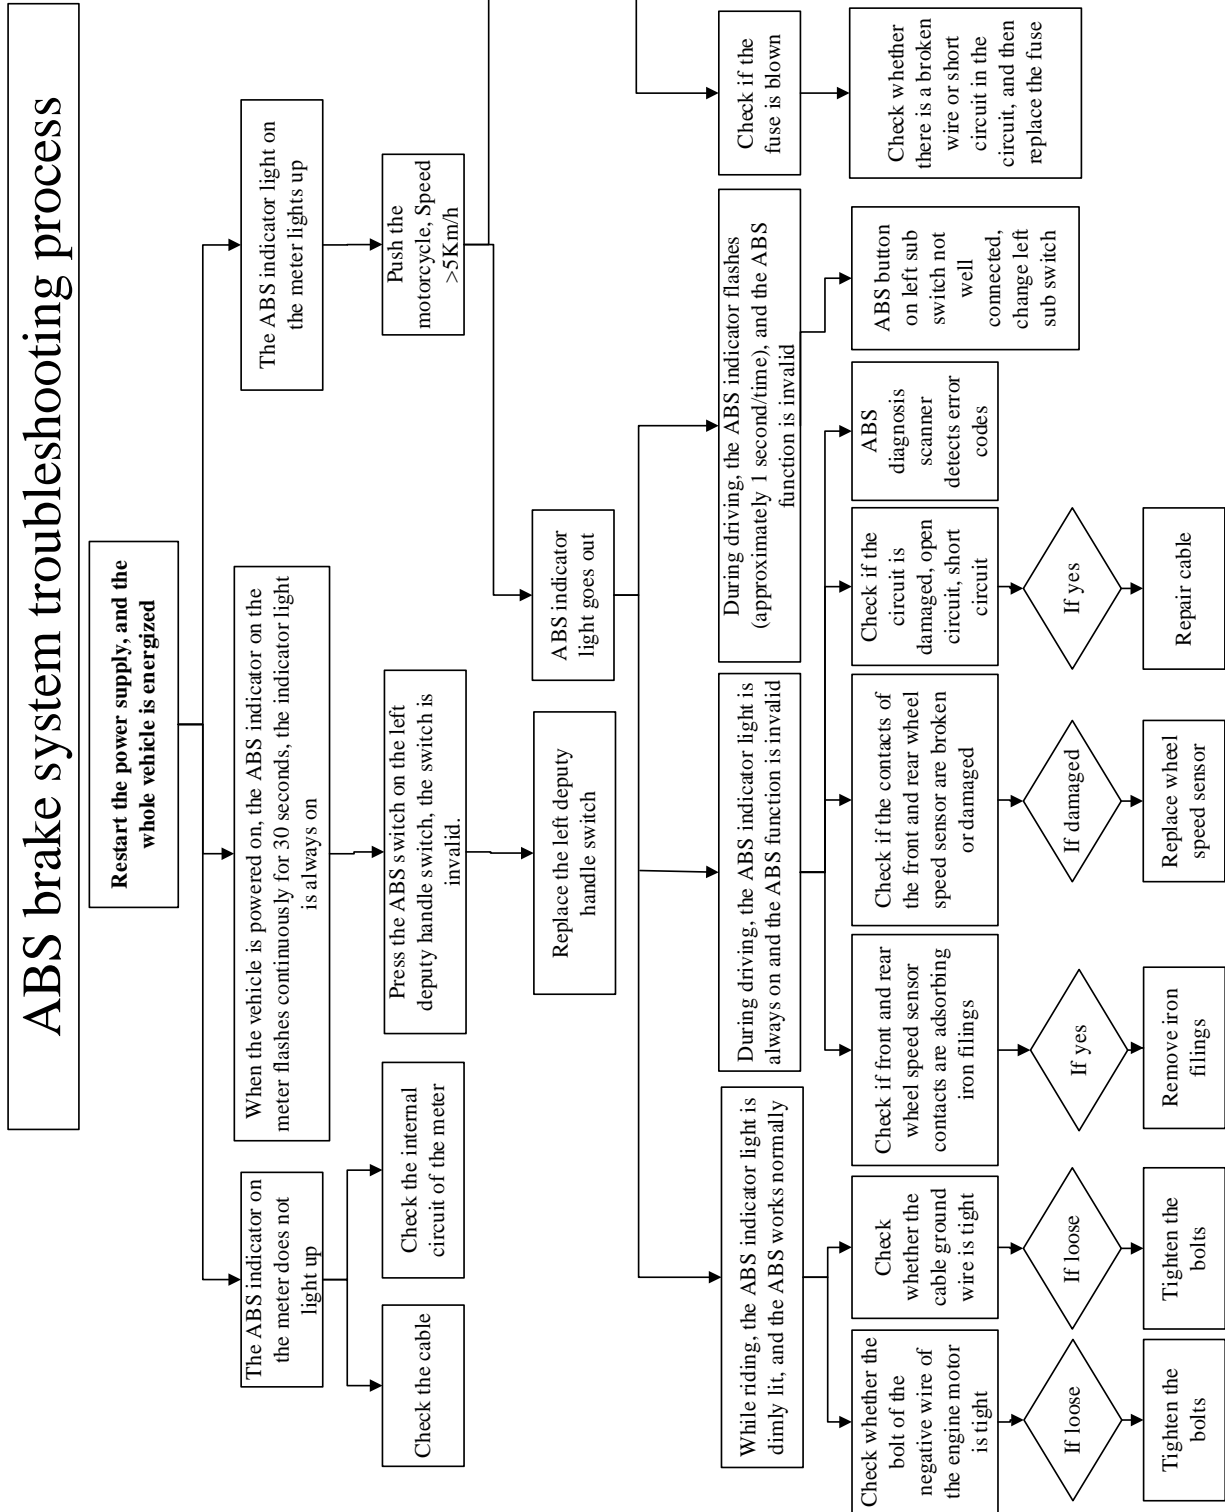 ABS brake system troubleshooting process
Restart the power supply, and the
whole vehicle is energized
The ABS indicator on
the meter does not
light up
When the vehicle is powered on, the ABS indicator on the
meter flashes continuously for 30 seconds, the indicator light
is always on
The ABS indicator light on
the meter lights up
Check the cable
Check the internal
circuit of the meter
Press the ABS switch on the left
deputy handle switch, the switch is
invalid.
Push the
motorcycle, Speed
>5Km/h
Replace the left deputy
handle switch
ABS indicator
light goes out
While riding, the ABS indicator light is
dimly lit, and the ABS works normally
During driving, the ABS indicator light is
always on and the ABS function is invalid
During driving, the ABS indicator flashes
(approximately 1 second/time), and the ABS
function is invalid
Check if the
fuse is blown
Check whether the
bolt of the
negative wire of
the engine motor
is tight
Check
whether the
cable ground
wire is tight
Check if front and rear
wheel speed sensor
contacts are adsorbing
iron filings
Check if the contacts of
the front and rear wheel
speed sensor are broken
or damaged
Check if the
circuit is
damaged, open
circuit, short
circuit
ABS
diagnosis
scanner
detects error
codes
ABS button
on left sub
switch not
well
connected,
change left
sub switch
Check whether
there is a broken
wire or short
circuit in the
circuit, and then
replace the fuse
If loose
If loose
If yes
If damaged
If yes
Tighten the
bolts
Tighten the
bolts
Remove iron
filings
Replace wheel
speed sensor
Repair cable